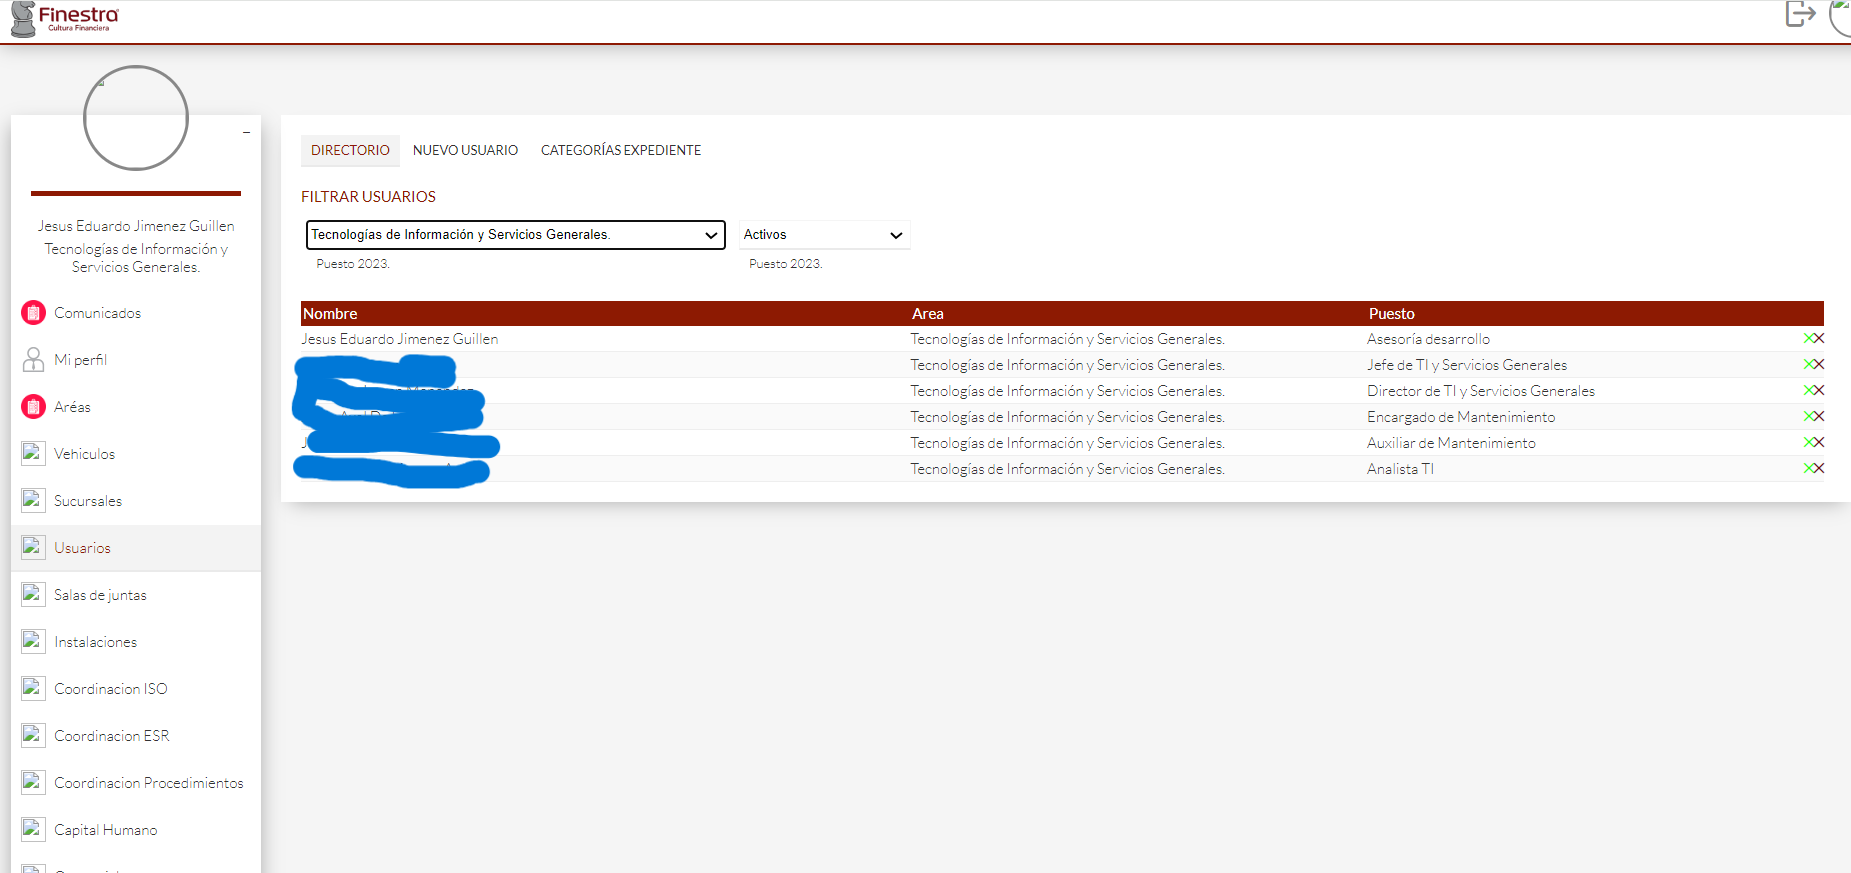 Finestra
Cultura Financiera
Jesus Eduardo Jimenez Guillen
Tecnologías de Información y
Servicios Generales.
Comunicados
Mi perfil
Aréas
Vehiculos
Sucursales
Usuarios
Salas de juntas
Instalaciones
Coordinacion ISO
Coordinacion ESR
Coordinacion Procedimientos
Capital Humano
DIRECTORIO NUEVO USUARIO CATEGORÍAS EXPEDIENTE
FILTRAR USUARIOS
Tecnologías de Información y Servicios Generales. Activos
Puesto 2023. Puesto 2023.
Nombre Area Puesto
Jesus Eduardo Jimenez Guillen Tecnologías de Información y Servicios Generales. Asesoría desarrollo
Tecnologías de Información y Servicios Generales. Jefe de TI y Servicios Generales
Tecnologías de Información y Servicios Generales. Director de TI y Servicios Generales
Tecnologías de Información y Servicios Generales. Encargado de Mantenimiento
Tecnologías de Información y Servicios Generales. Auxiliar de Mantenimiento
Tecnologías de Información y Servicios Generales. Analista TI